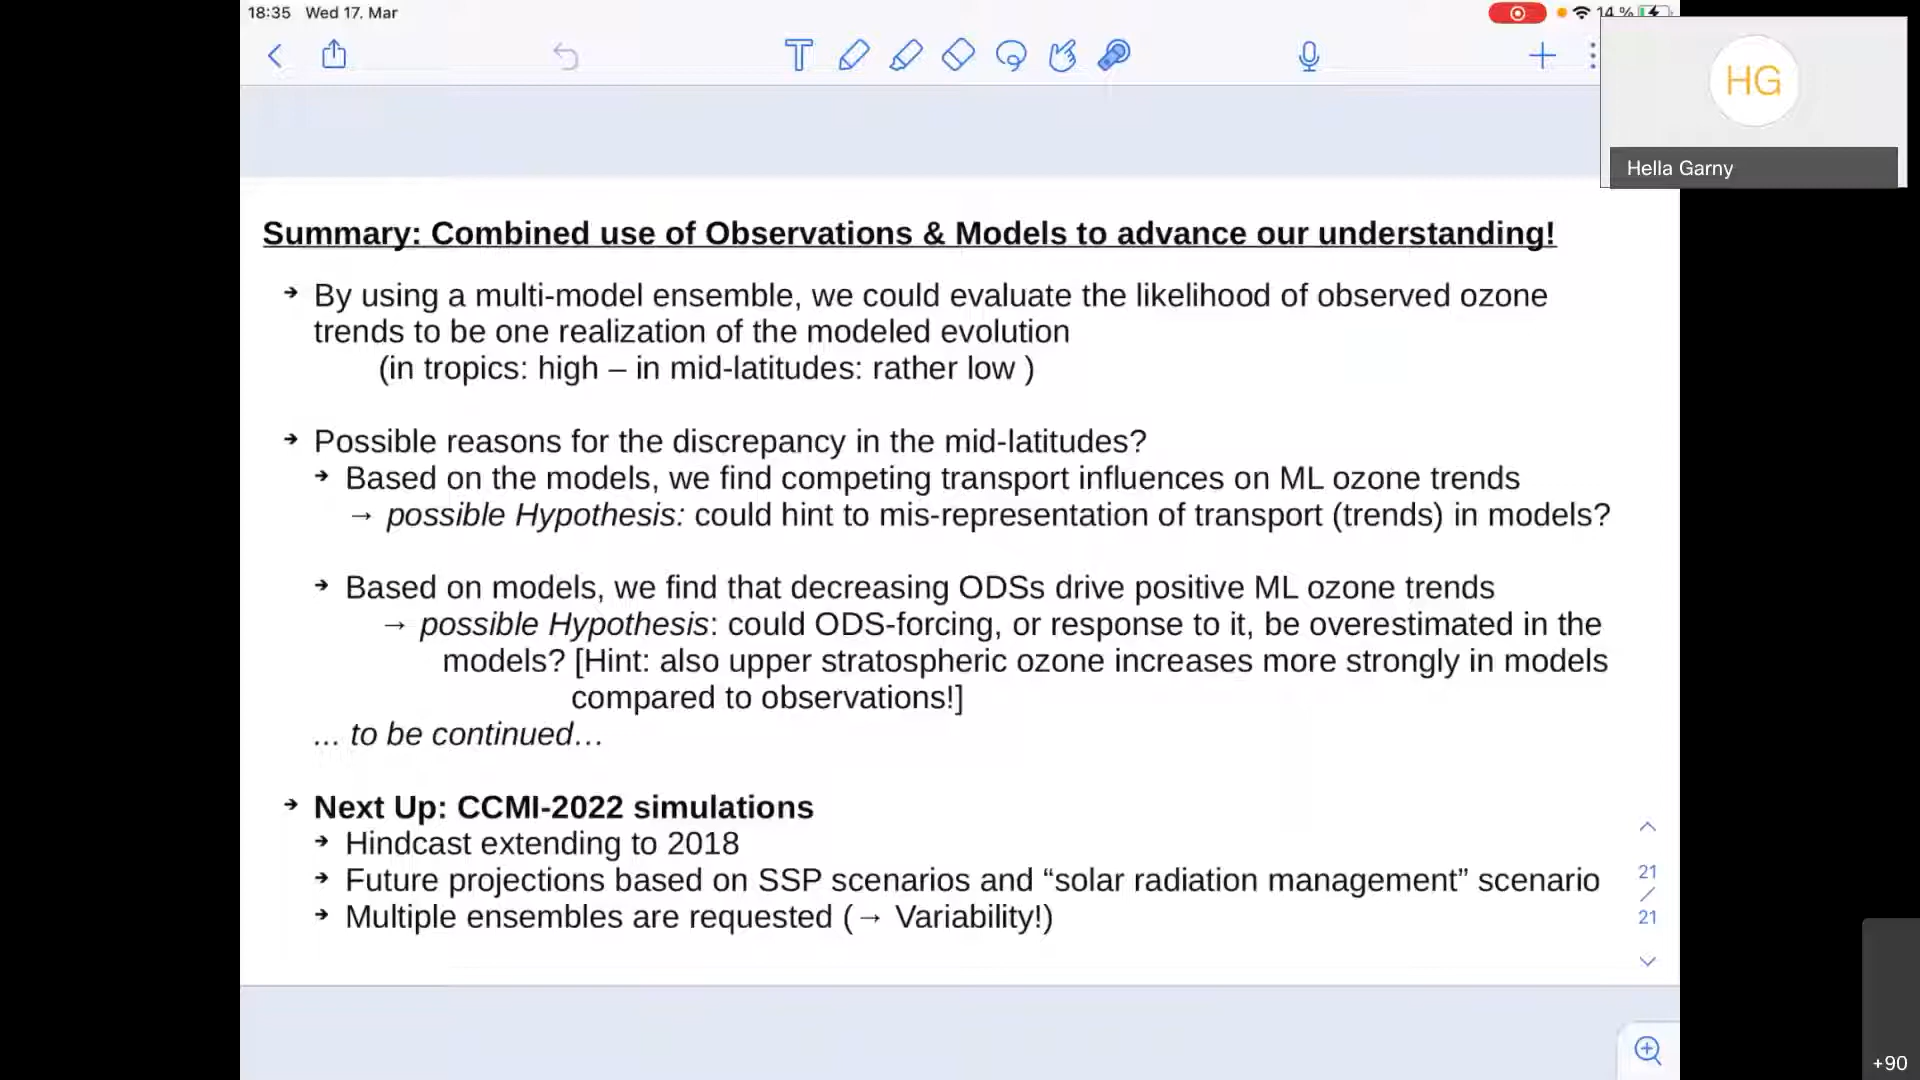 18:35 Wed 17. Mar
14 %
HG
Hella Garny
Summary: Combined use of Observations & Models to advance our understanding!
➔ By using a multi-model ensemble, we could evaluate the likelihood of observed ozone
trends to be one realization of the modeled evolution
(in tropics: high – in mid-latitudes: rather low )
➔ Possible reasons for the discrepancy in the mid-latitudes?
➔ Based on the models, we find competing transport influences on ML ozone trends
→ possible Hypothesis: could hint to mis-representation of transport (trends) in models?
➔ Based on models, we find that decreasing ODSs drive positive ML ozone trends
→ possible Hypothesis: could ODS-forcing, or response to it, be overestimated in the
models? [Hint: also upper stratospheric ozone increases more strongly in models
compared to observations!]
... to be continued…
➔ Next Up: CCMI-2022 simulations
➔ Hindcast extending to 2018
➔ Future projections based on SSP scenarios and “solar radiation management” scenario
➔ Multiple ensembles are requested (→ Variability!)
21
/
21
+90